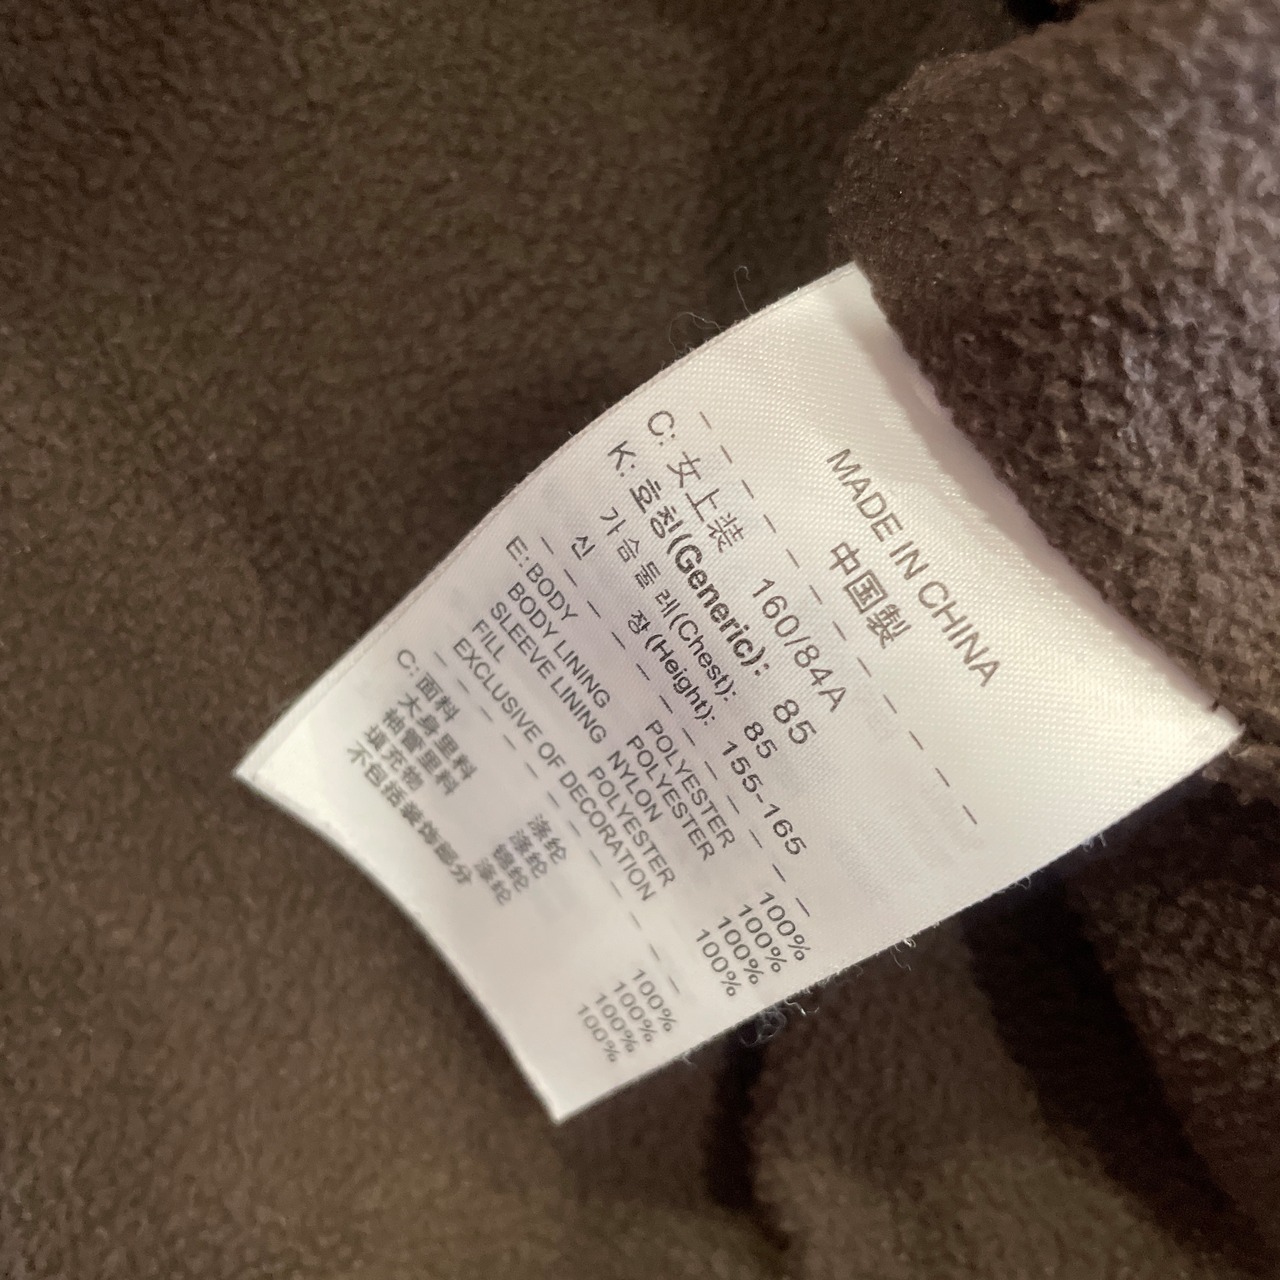 MADE IN CHINA
中国製
C: 女上装 160/84A
K: 호칭(Generic): 85
가슴둘레(Chest): 85
신 장(Height): 155-165
E: BODY POLYESTER 100%
BODY LINING POLYESTER 100%
SLEEVE LINING NYLON 100%
FILL POLYESTER 100%
EXCLUSIVE OF DECORATION
C: 面料 涤纶 100%
大身里料 涤纶 100%
袖管里料 锦纶 100%
填充物 涤纶 100%
不包括装饰部分